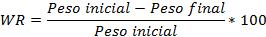 WR = (Peso inicial − Peso final) / Peso inicial * 100